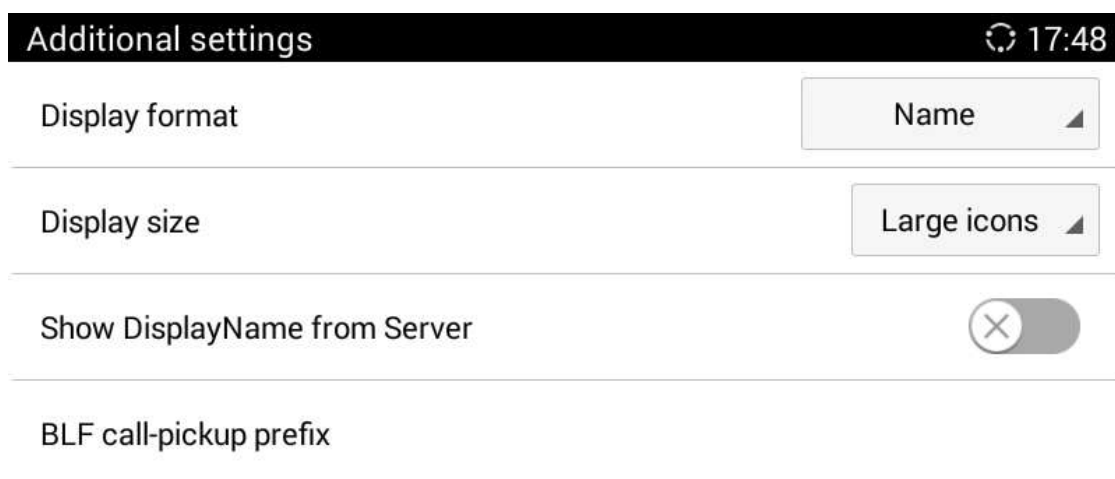 Additional settings 17:48
Display format Name
Display size Large icons
Show DisplayName from Server
BLF call-pickup prefix